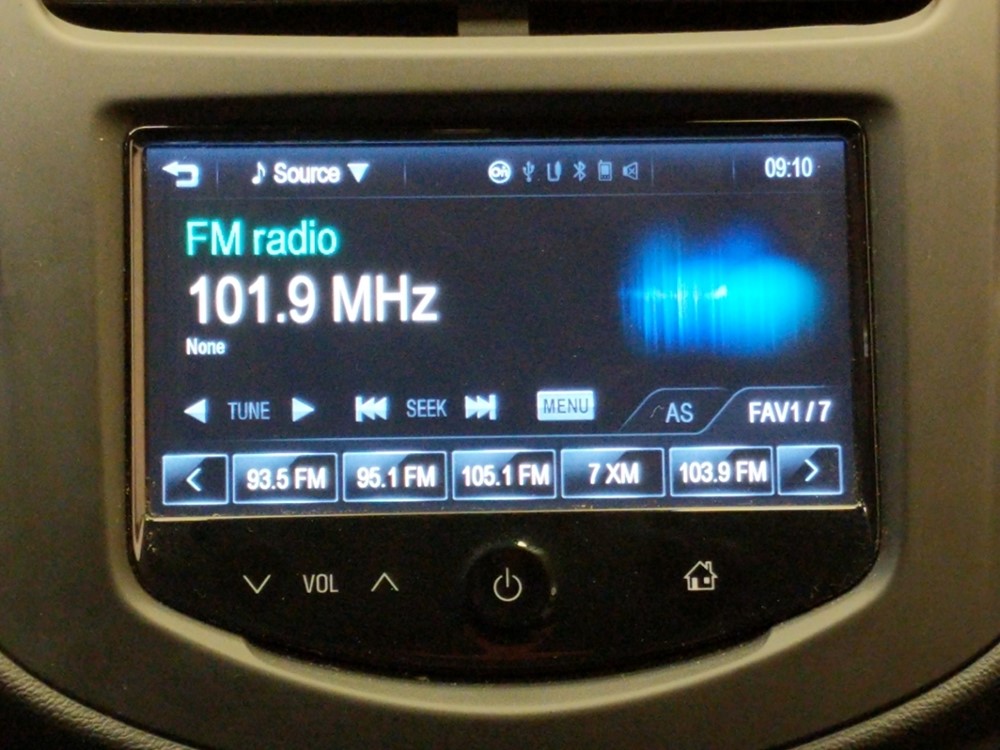 Source 09:10
FM radio
101.9 MHz
None
TUNE SEEK MENU AS FAV1/7
93.5 FM 95.1 FM 105.1 FM 7 XM 103.9 FM
VOL